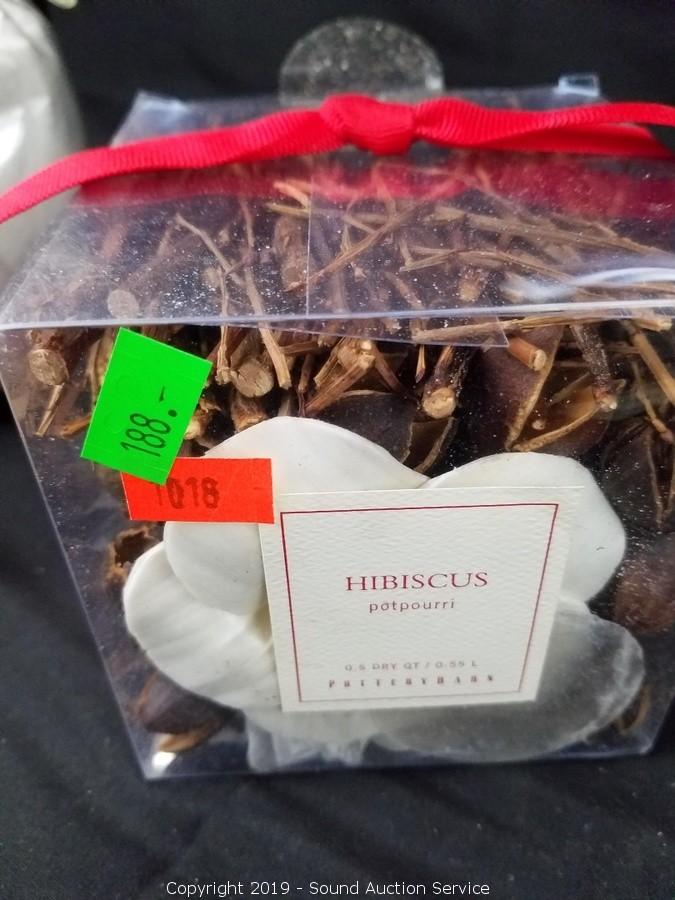 188.-
1018
HIBISCUS
potpourri
0.5 DRY QT / 0.55 L
POTTERYBARN
Copyright 2019 - Sound Auction Service